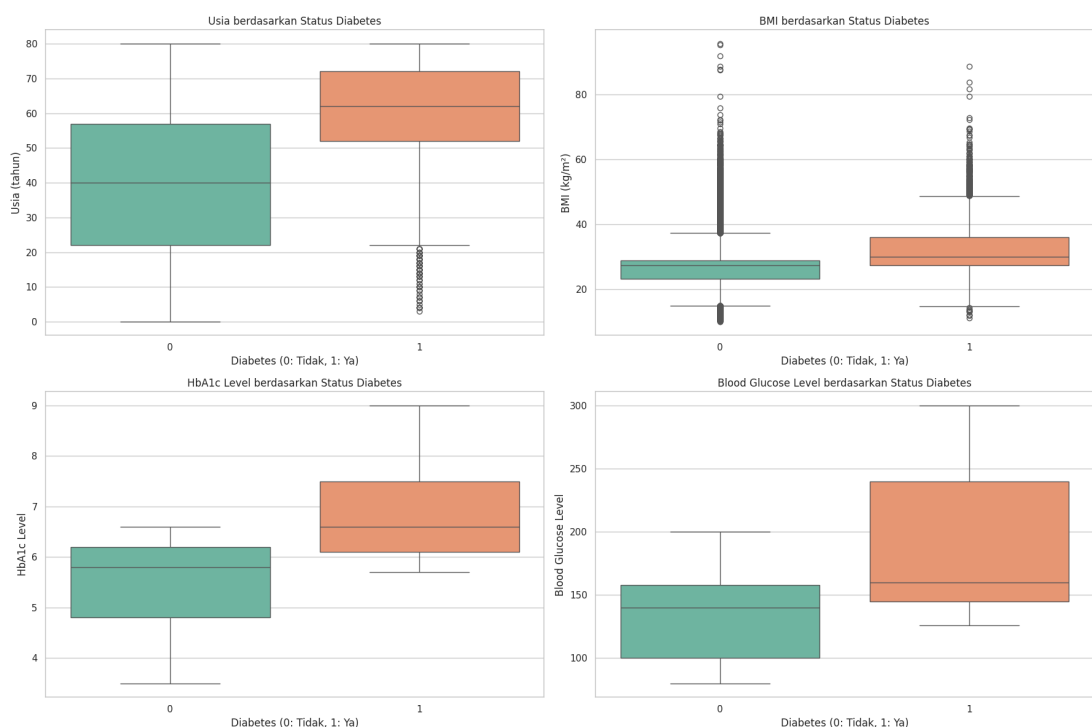 Usia berdasarkan Status Diabetes
80
70
60
50
40
30
20
10
0
Usia (tahun)
0
1
Diabetes (0: Tidak, 1: Ya)
BMI berdasarkan Status Diabetes
80
60
40
20
BMI (kg/m²)
0
1
Diabetes (0: Tidak, 1: Ya)
HbA1c Level berdasarkan Status Diabetes
9
8
7
6
5
4
HbA1c Level
0
1
Diabetes (0: Tidak, 1: Ya)
Blood Glucose Level berdasarkan Status Diabetes
300
250
200
150
100
Blood Glucose Level
0
1
Diabetes (0: Tidak, 1: Ya)